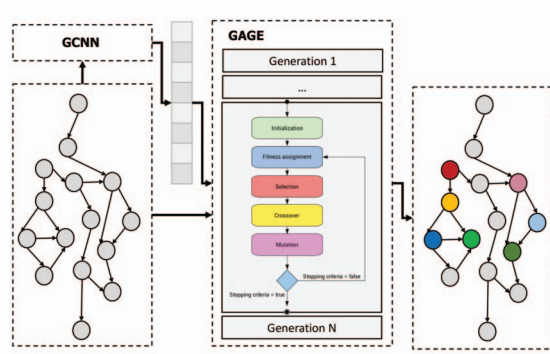 GCNN
GAGE
Generation 1
...
Initialization
Fitness assignment
Selection
Crossover
Mutation
Stopping criteria = false
Stopping criteria = true
Generation N